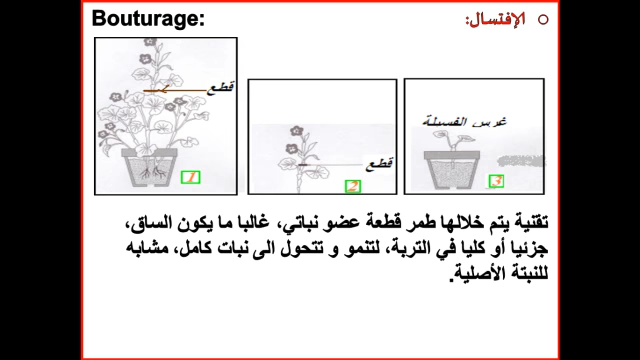 Bouturage:
○ الإفتسال:
قطع
1
قطع
2
غرس الفسيلة
3
تقنية يتم خلالها طمر قطعة عضو نباتي، غالبا ما يكون الساق،
جزئيا أو كليا في التربة، لتنمو و تتحول الى نبات كامل، مشابه
للنبتة الأصلية.